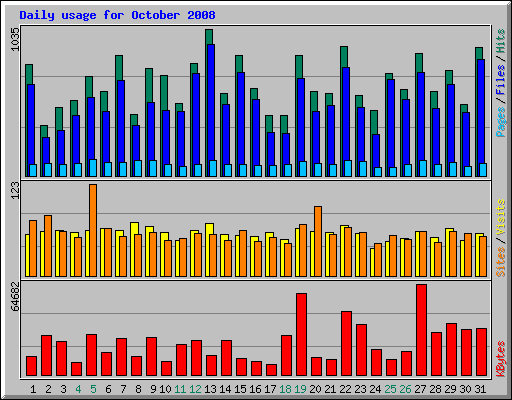 Daily usage for October 2008
1035
Pages / Files / Hits
123
Sites / Visits
64682
KBytes
1 2 3 4 5 6 7 8 9 10 11 12 13 14 15 16 17 18 19 20 21 22 23 24 25 26 27 28 29 30 31